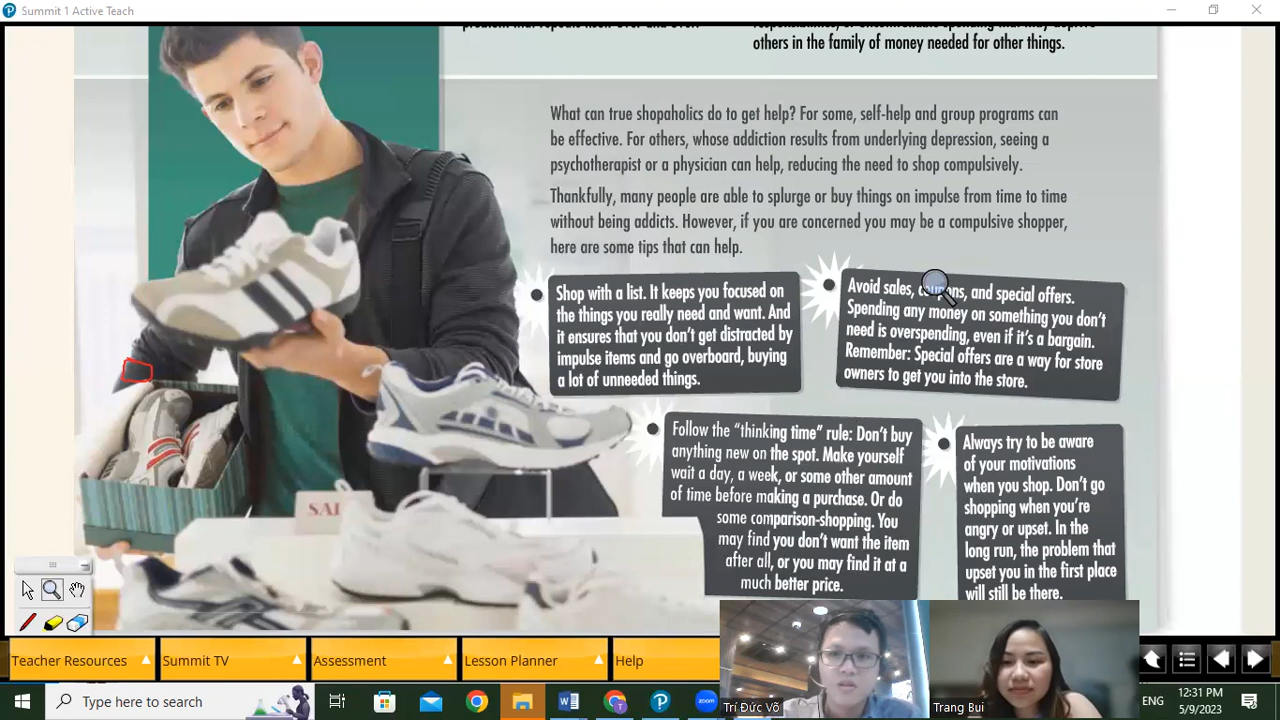 Summit 1 Active Teach
others in the family of money needed for other things.
What can true shopaholics do to get help? For some, self-help and group programs can
be effective. For others, whose addiction results from underlying depression, seeing a
psychotherapist or a physician can help, reducing the need to shop compulsively.
Thankfully, many people are able to splurge or buy things on impulse from time to time
without being addicts. However, if you are concerned you may be a compulsive shopper,
here are some tips that can help.
Shop with a list. It keeps you focused on
the things you really need and want. And
it ensures that you don't get distracted by
impulse items and go overboard, buying
a lot of unneeded things.
Avoid sales, coupons, and special offers.
Spending any money on something you don't
need is overspending, even if it's a bargain.
Remember: Special offers are a way for store
owners to get you into the store.
Follow the "thinking time" rule: Don't buy
anything new on the spot. Make yourself
wait a day, a week, or some other amount
of time before making a purchase. Or do
some comparison-shopping. You
may find you don't want the item
after all, or you may find it at a
much better price.
Always try to be aware
of your motivations
when you shop. Don't go
shopping when you're
angry or upset. In the
long run, the problem that
upset you in the first place
will still be there.
Teacher Resources
Summit TV
Assessment
Lesson Planner
Help
Type here to search
Trí Đức Võ
Trang Bui
ENG
12:31 PM
5/9/2023